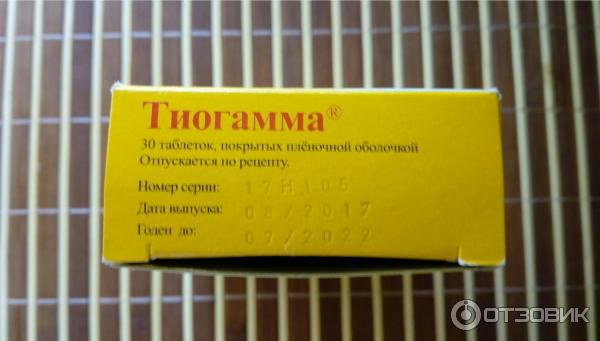 Тиогамма®
30 таблеток, покрытых плёночной оболочкой
Отпускается по рецепту.
Номер серии: 17H105
Дата выпуска: 08/2017
Годен до: 07/2022
ОТЗОВИК